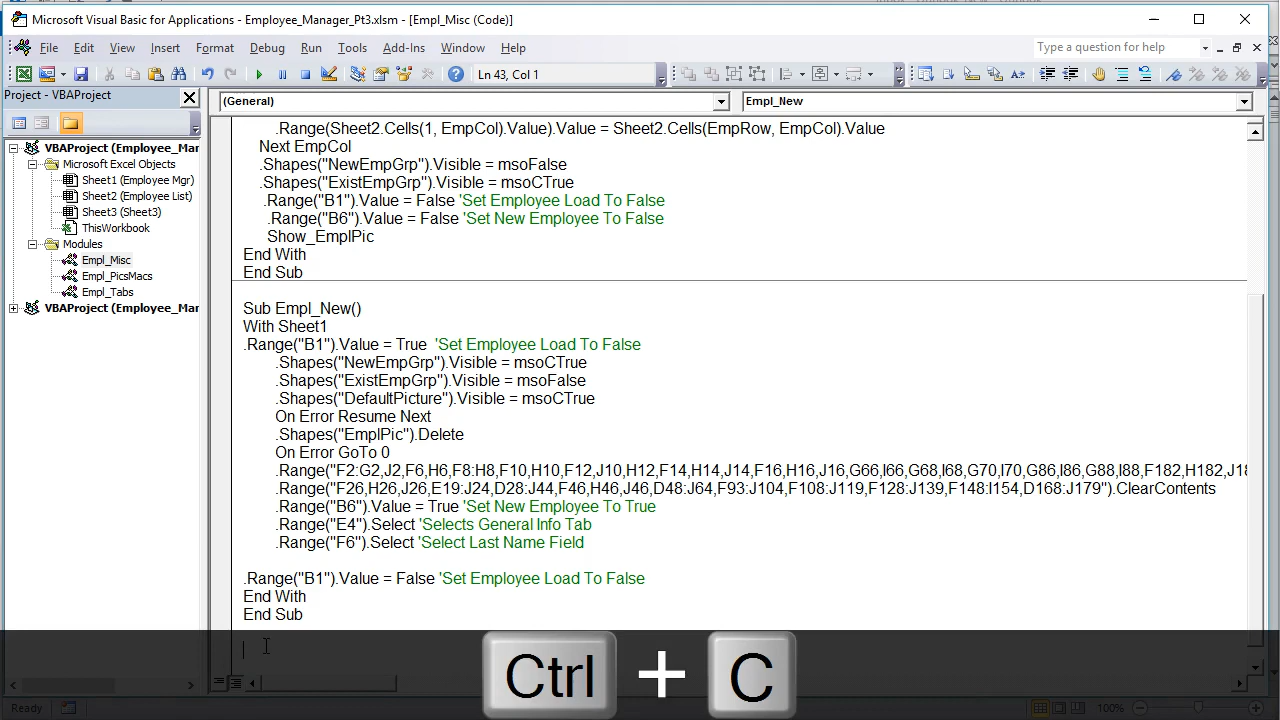 Microsoft Visual Basic for Applications - Employee_Manager_Pt3.xlsm - [Empl_Misc (Code)]
File Edit View Insert Format Debug Run Tools Add-Ins Window Help
Type a question for help
Ln 43, Col 1
Project - VBAProject
(General)
Empl_New
VBAProject (Employee_Mar
Microsoft Excel Objects
Sheet1 (Employee Mgr)
Sheet2 (Employee List)
Sheet3 (Sheet3)
ThisWorkbook
Modules
Empl_Misc
Empl_PicsMacs
Empl_Tabs
VBAProject (Employee_Mar
.Range(Sheet2.Cells(1, EmpCol).Value).Value = Sheet2.Cells(EmpRow, EmpCol).Value
Next EmpCol
.Shapes("NewEmpGrp").Visible = msoFalse
.Shapes("ExistEmpGrp").Visible = msoCTrue
.Range("B1").Value = False 'Set Employee Load To False
.Range("B6").Value = False 'Set New Employee To False
Show_EmplPic
End With
End Sub
Sub Empl_New()
With Sheet1
.Range("B1").Value = True 'Set Employee Load To False
.Shapes("NewEmpGrp").Visible = msoCTrue
.Shapes("ExistEmpGrp").Visible = msoFalse
.Shapes("DefaultPicture").Visible = msoCTrue
On Error Resume Next
.Shapes("EmplPic").Delete
On Error GoTo 0
.Range("F2:G2,J2,F6,H6,F8:H8,F10,H10,F12,J10,H12,F14,H14,J14,F16,H16,J16,G66,I66,G68,I68,G70,I70,G86,I86,G88,I88,F182,H182,J18
.Range("F26,H26,J26,E19:J24,D28:J44,F46,H46,J46,D48:J64,F93:J104,F108:J119,F128:J139,F148:I154,D168:J179").ClearContents
.Range("B6").Value = True 'Set New Employee To True
.Range("E4").Select 'Selects General Info Tab
.Range("F6").Select 'Select Last Name Field
.Range("B1").Value = False 'Set Employee Load To False
End With
End Sub
Ctrl + C
Ready
100%